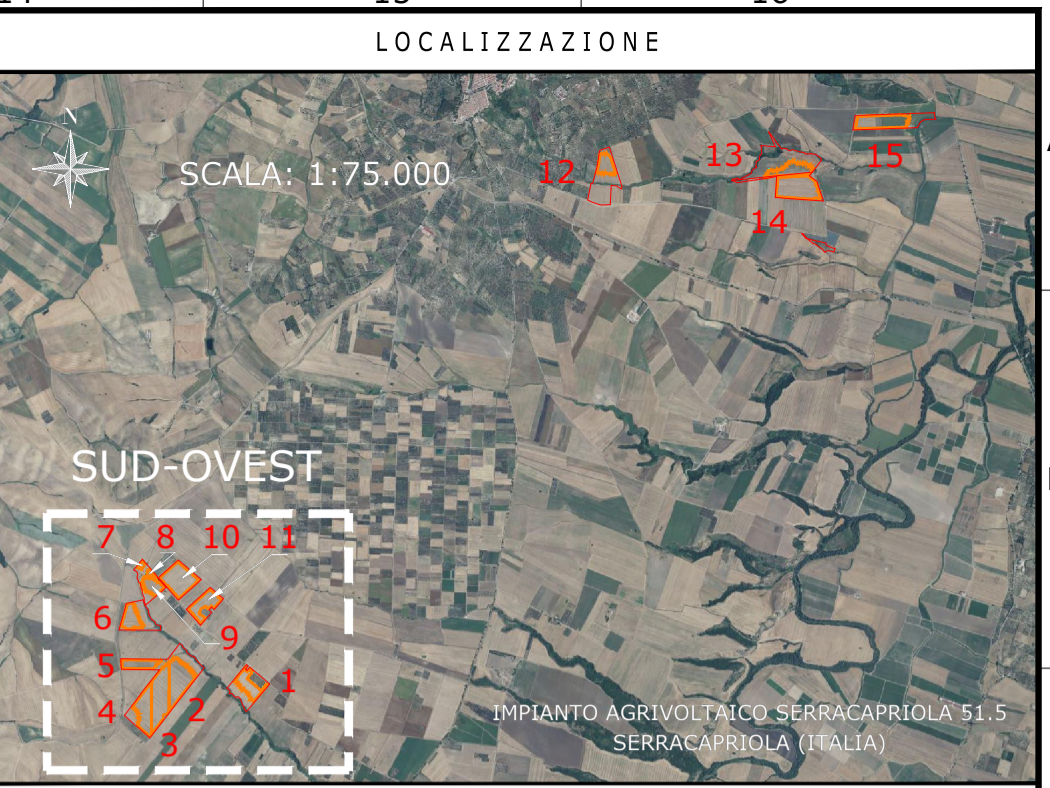 LOCALIZZAZIONE
N
SCALA: 1:75.000
12
13
14
15
SUD-OVEST
7
8
10
11
6
9
5
1
4
2
3
IMPIANTO AGRIVOLTAICO SERRACAPRIOLA 51.5
SERRACAPRIOLA (ITALIA)